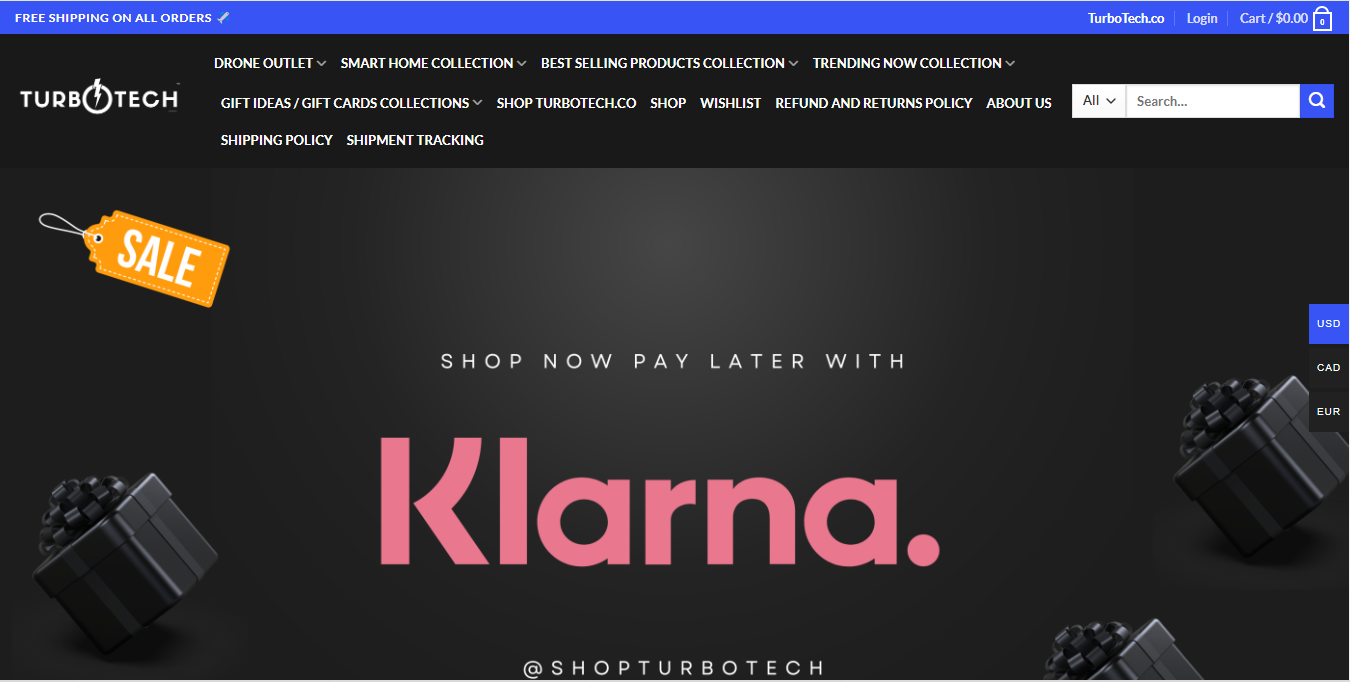 FREE SHIPPING ON ALL ORDERS
TurboTech.co Login Cart / $0.00 0
DRONE OUTLET SMART HOME COLLECTION BEST SELLING PRODUCTS COLLECTION TRENDING NOW COLLECTION
TURBOTECH
GIFT IDEAS / GIFT CARDS COLLECTIONS SHOP TURBOTECH.CO SHOP WISHLIST REFUND AND RETURNS POLICY ABOUT US
All Search...
SHIPPING POLICY SHIPMENT TRACKING
SALE
USD
CAD
EUR
SHOP NOW PAY LATER WITH
Klarna.
@SHOPTURBOTECH